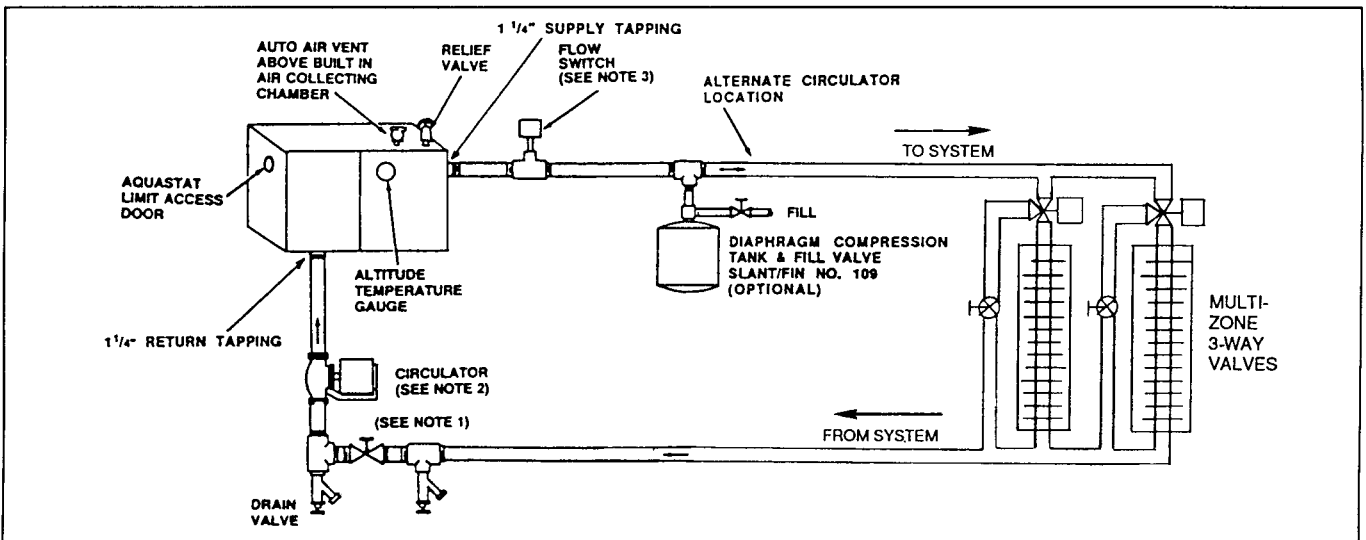 1 1/4" SUPPLY TAPPING
AUTO AIR VENT
ABOVE BUILT IN
AIR COLLECTING
CHAMBER
RELIEF
VALVE
FLOW
SWITCH
(SEE NOTE 3)
ALTERNATE CIRCULATOR
LOCATION
TO SYSTEM
AQUASTAT
LIMIT ACCESS
DOOR
FILL
DIAPHRAGM COMPRESSION
TANK & FILL VALVE
SLANT/FIN NO. 109
(OPTIONAL)
ALTITUDE
TEMPERATURE
GAUGE
MULTI-
ZONE
3-WAY
VALVES
1 1/4" RETURN TAPPING
CIRCULATOR
(SEE NOTE 2)
(SEE NOTE 1)
FROM SYSTEM
DRAIN
VALVE